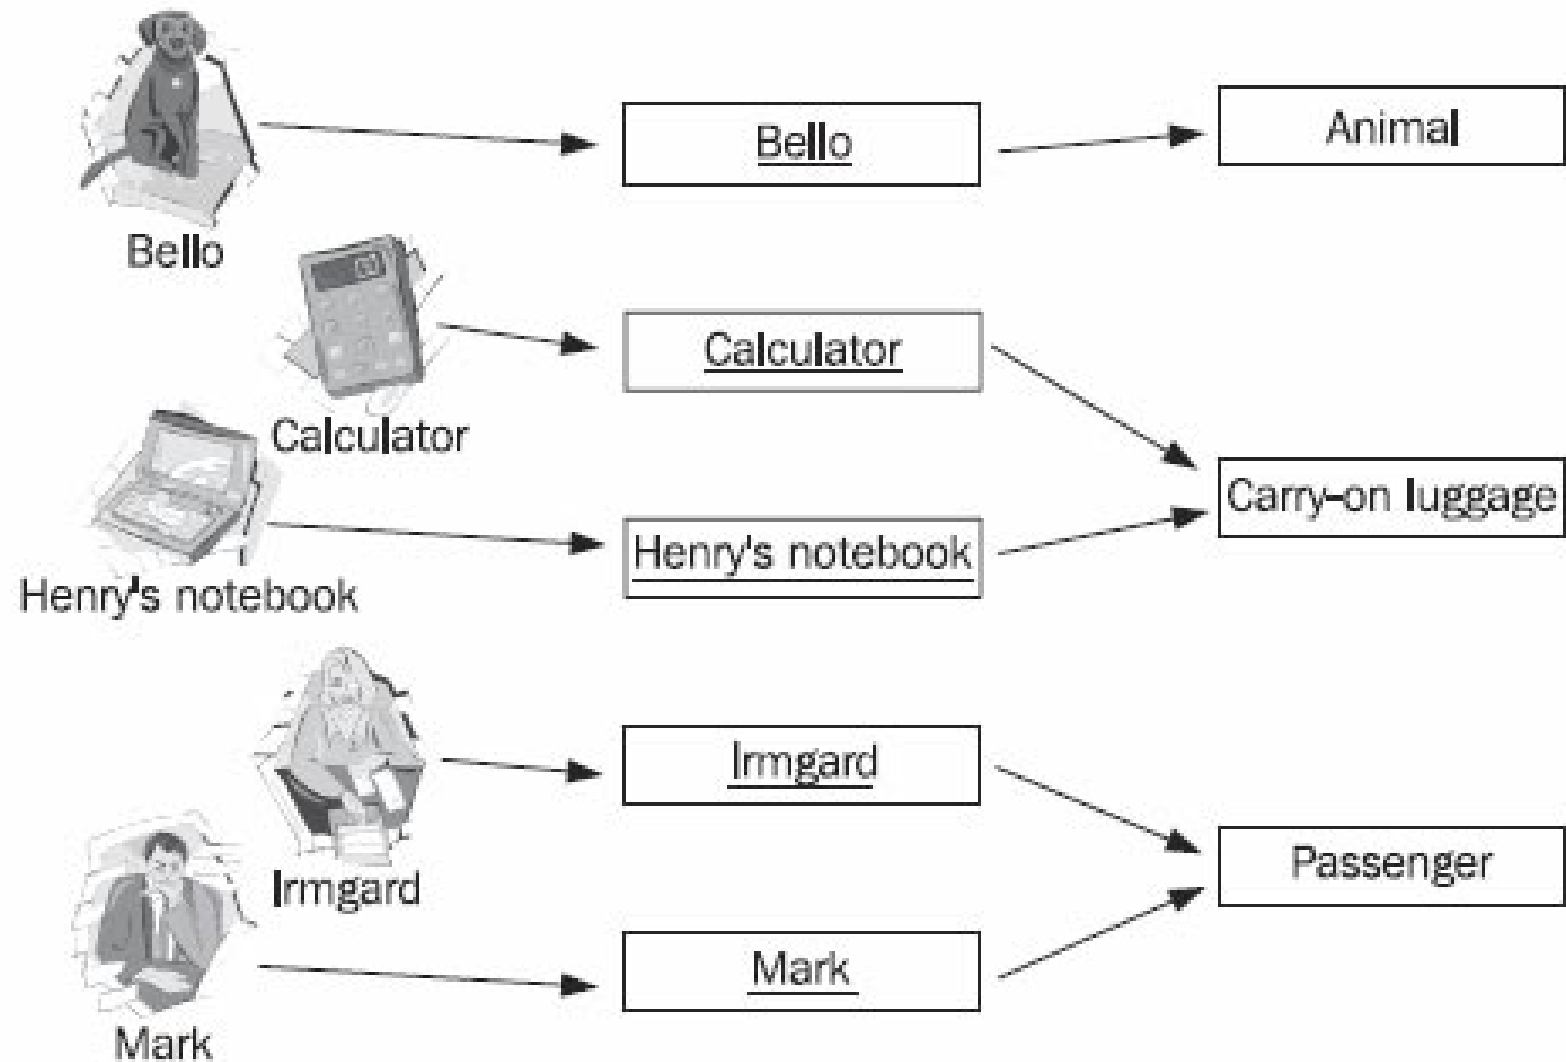 Bello
Bello
Animal
Calculator
Calculator
Carry-on luggage
Henry's notebook
Henry's notebook
Irmgard
Irmgard
Passenger
Mark
Mark